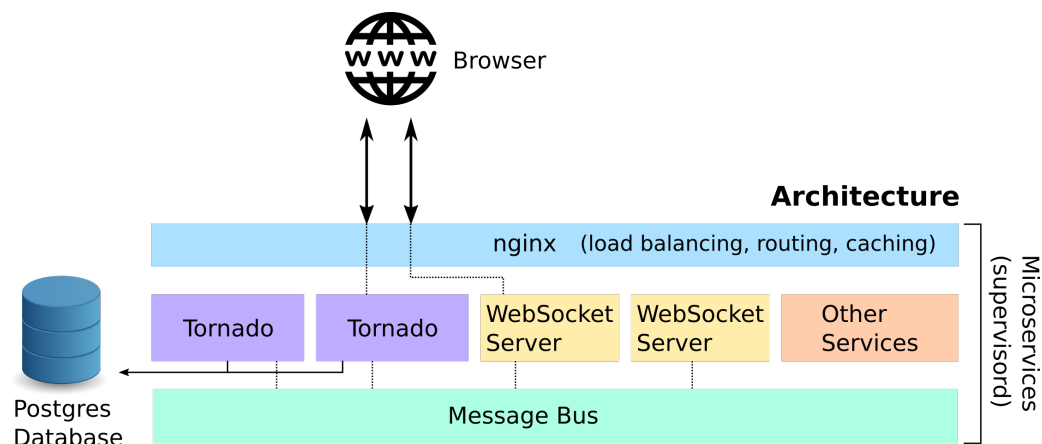 W W W
Browser
Architecture
nginx (load balancing, routing, caching)
Tornado
Tornado
WebSocket
Server
WebSocket
Server
Other
Services
Microservices
(supervisord)
Postgres
Database
Message Bus